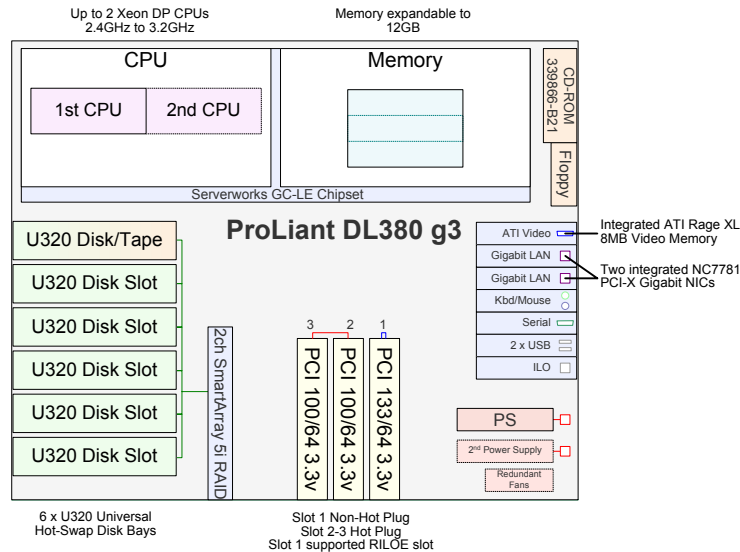 Up to 2 Xeon DP CPUs
2.4GHz to 3.2GHz
Memory expandable to
12GB
CPU
Memory
1st CPU
2nd CPU
CD-ROM
339866-B21
Floppy
Serverworks GC-LE Chipset
ProLiant DL380 g3
U320 Disk/Tape
U320 Disk Slot
U320 Disk Slot
U320 Disk Slot
U320 Disk Slot
U320 Disk Slot
2ch SmartArray 5i RAID
3
2
1
PCI 100/64 3.3v
PCI 100/64 3.3v
PCI 133/64 3.3v
ATI Video
Gigabit LAN
Gigabit LAN
Kbd/Mouse
Serial
2 x USB
ILO
Integrated ATI Rage XL
8MB Video Memory
Two integrated NC7781
PCI-X Gigabit NICs
PS
2nd Power Supply
Redundant
Fans
6 x U320 Universal
Hot-Swap Disk Bays
Slot 1 Non-Hot Plug
Slot 2-3 Hot Plug
Slot 1 supported RILOE slot